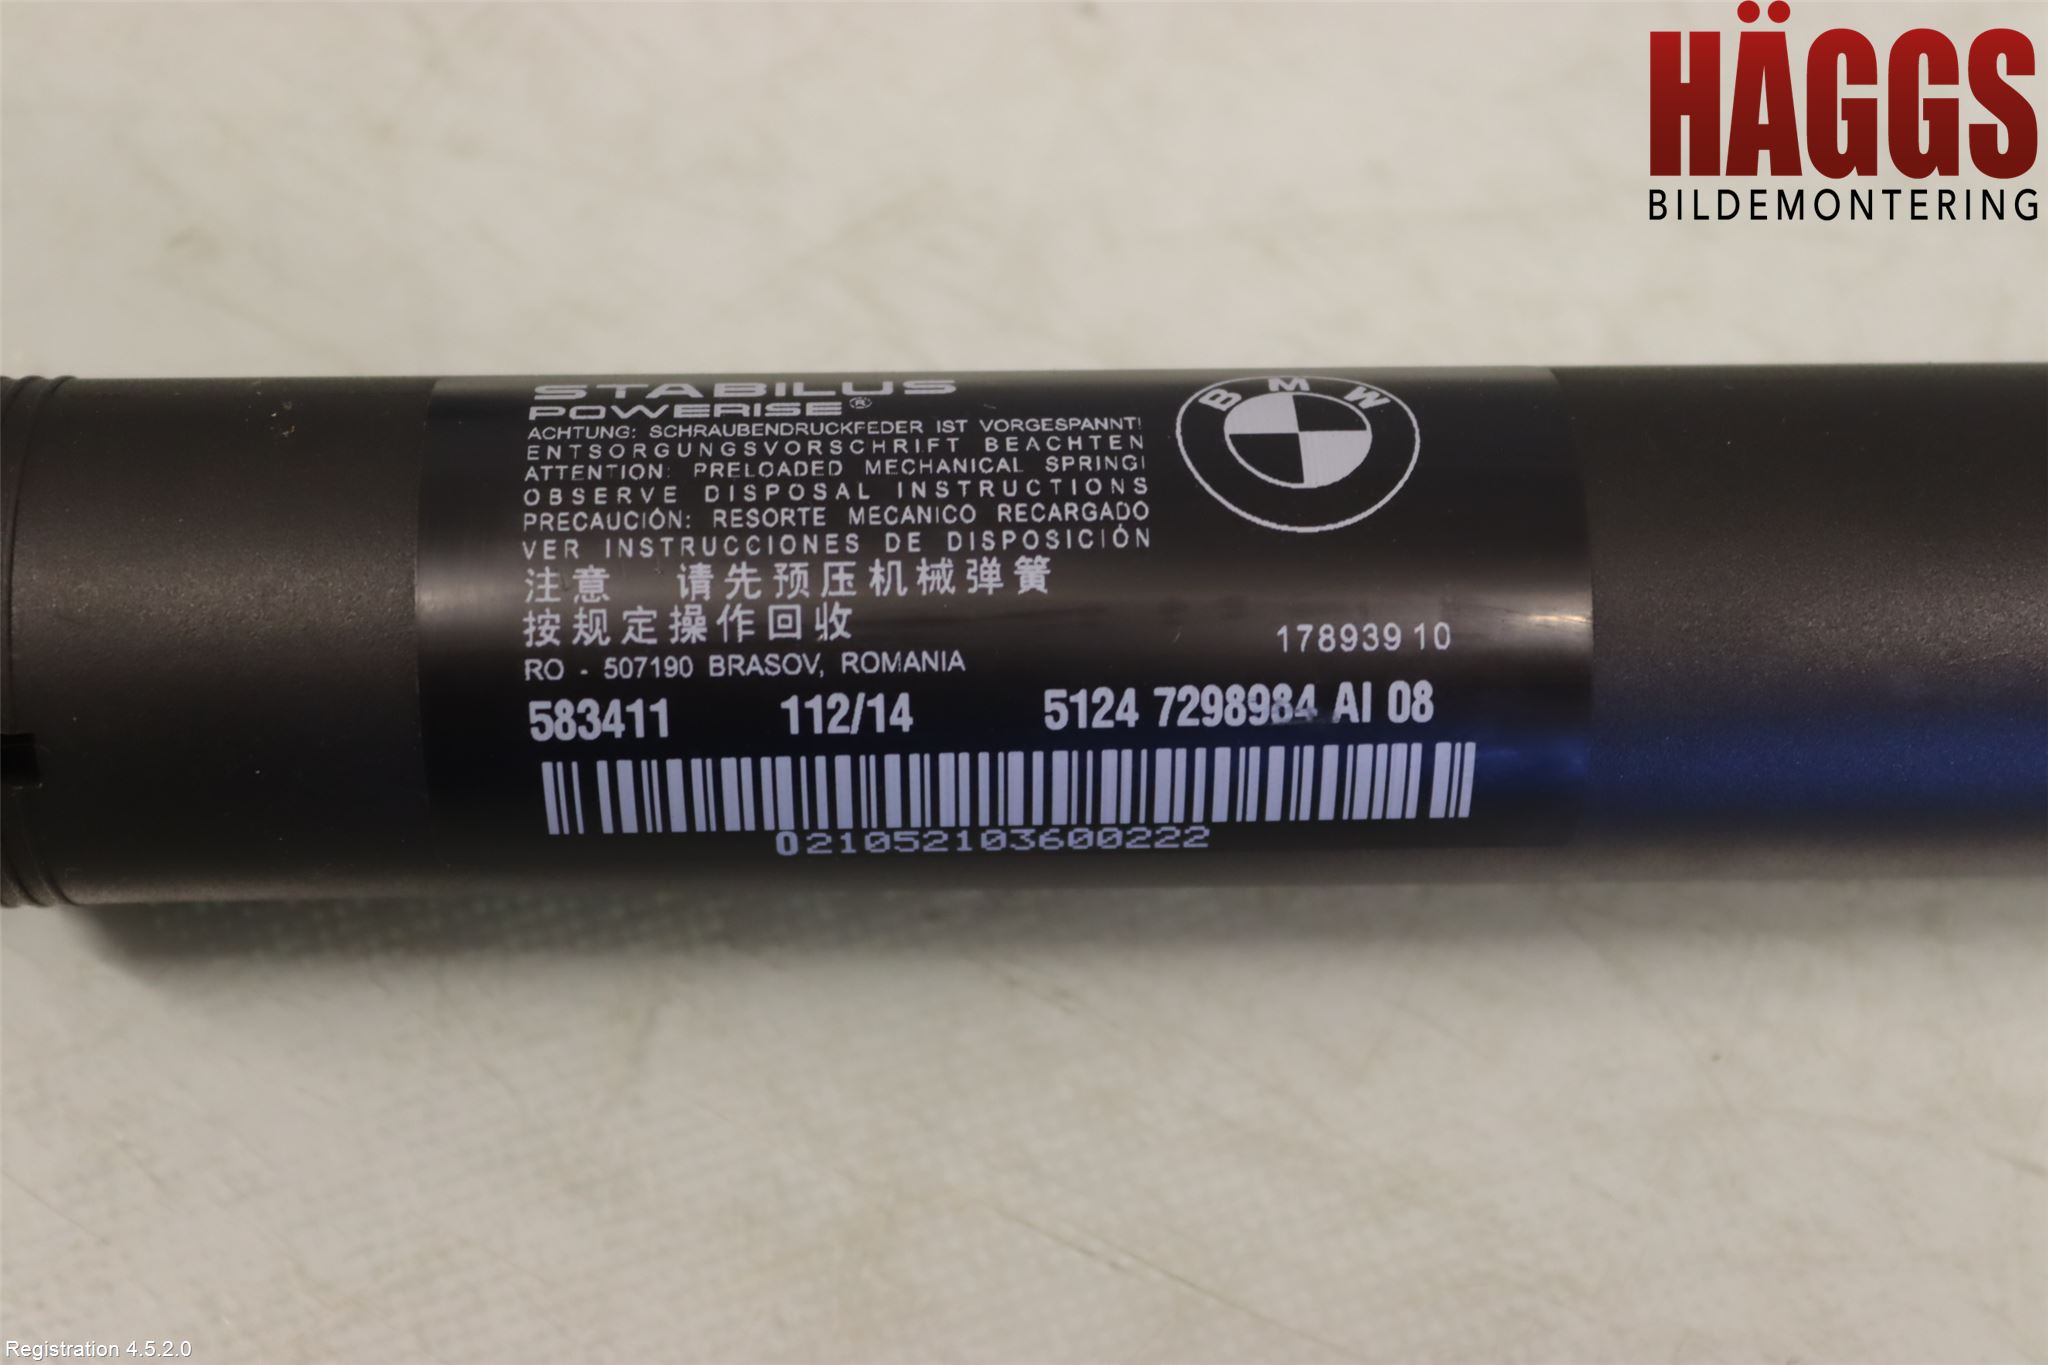 HÄGGS
BILDEMONTERING
STABILUS
POWERISE®
ACHTUNG: SCHRAUBENDRUCKFEDER IST VORGESPANNT!
ENTSORGUNGSVORSCHRIFT BEACHTEN
ATTENTION: PRELOADED MECHANICAL SPRING!
OBSERVE DISPOSAL INSTRUCTIONS
PRECAUCIÓN: RESORTE MECANICO RECARGADO
VER INSTRUCCIONES DE DISPOSICIÓN
注意 请先预压机械弹簧
按规定操作回收
RO - 507190 BRASOV, ROMANIA
BMW
178939 10
583411 112/14 5124 7298984 AI 08
021052103600222
Registration 4.5.2.0